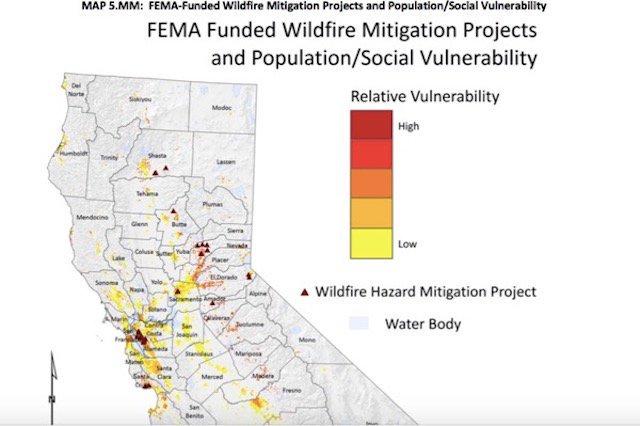 MAP 5.MM: FEMA-Funded Wildfire Mitigation Projects and Population/Social Vulnerability
FEMA Funded Wildfire Mitigation Projects
and Population/Social Vulnerability
Relative Vulnerability
High
Low
Wildfire Hazard Mitigation Project
Water Body
Del
Norte
Siskiyou
Modoc
Humboldt
Trinity
Shasta
Lassen
Tehama
Plumas
Mendocino
Glenn
Butte
Sierra
Lake
Colusa
Sutter
Yuba
Nevada
Placer
Sonoma
Napa
Yolo
Sacramento
El Dorado
Amador
Alpine
Solano
Marin
Contra
Costa
San
Joaquin
Calaveras
Tuolumne
Mono
Alameda
San
Mateo
Stanislaus
Mariposa
Santa
Clara
Merced
Madera
Fresno
San
Benito
N